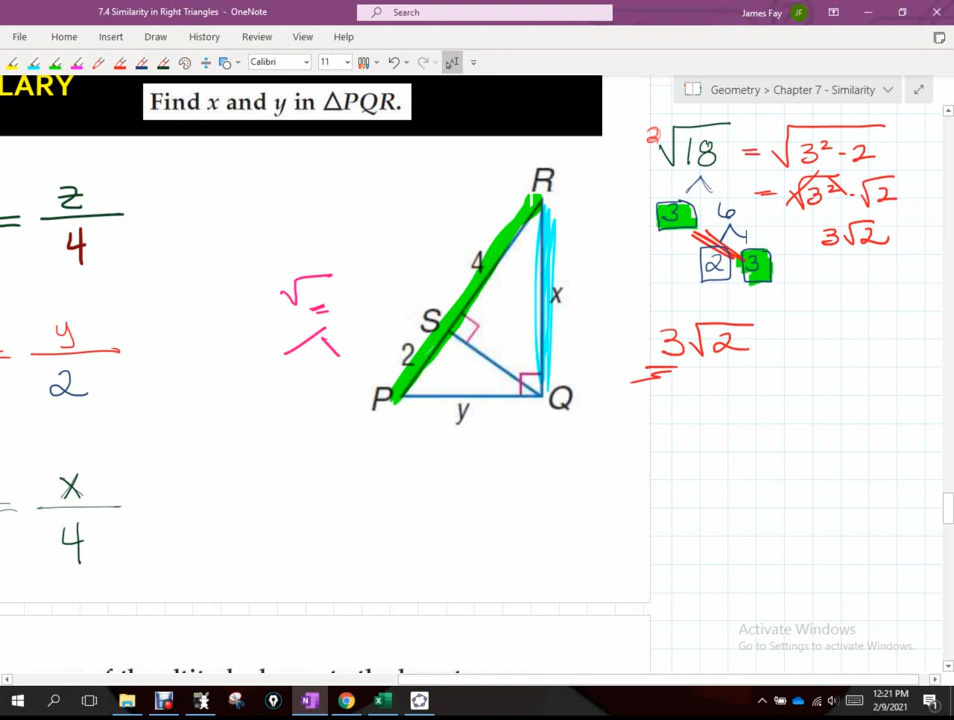 7.4 Similarity in Right Triangles - OneNote
Search
James Fay JF
File Home Insert Draw History Review View Help
Calibri 11
LARY
Find x and y in △PQR.
Geometry > Chapter 7 - Similarity
= z/4
y/2
= x/4
√
R
4
x
S
2
P
y
Q
2√18 = √3² - 2
= √3² · √2
3 6
3√2
2 3
3√2
Activate Windows
Go to Settings to activate Windows.
12:21 PM
2/9/2021
1